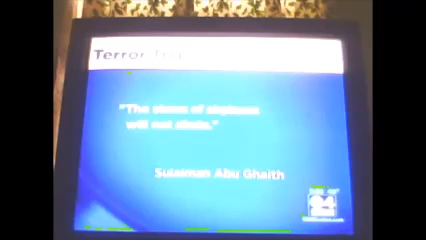 Terror
"The storm of airplanes
will not abate."
Sulaiman Abu Ghaith